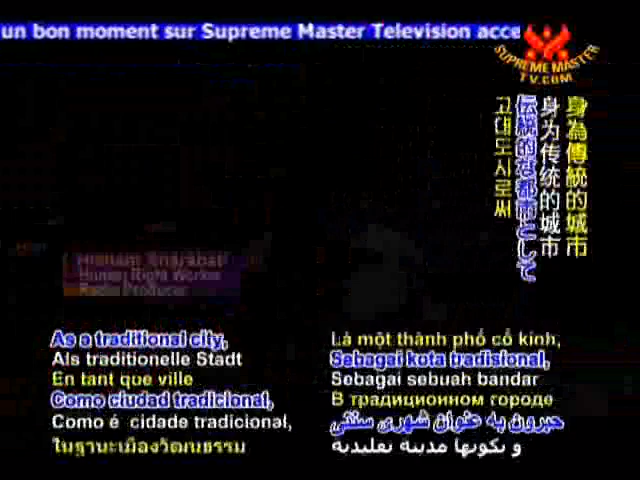 un bon moment sur Supreme Master Television acce
SUPREME MASTER
TV.COM
身為傳統的城市
身为传统的城市
伝統的な都市として
고대도시로써
Hisham Sharabati
Human Right Worker
Radio Producer
As a traditional city,
Als traditionelle Stadt
En tant que ville
Como ciudad tradicional,
Como é cidade tradicional,
ในฐานะเมืองวัฒนธรรม
Là một thành phố cổ kính,
Sebagai kota tradisional,
Sebagai sebuah bandar
В традиционном городе
حبرون به عنوان شهری سنتی
و بكونها مدينة تقليدية